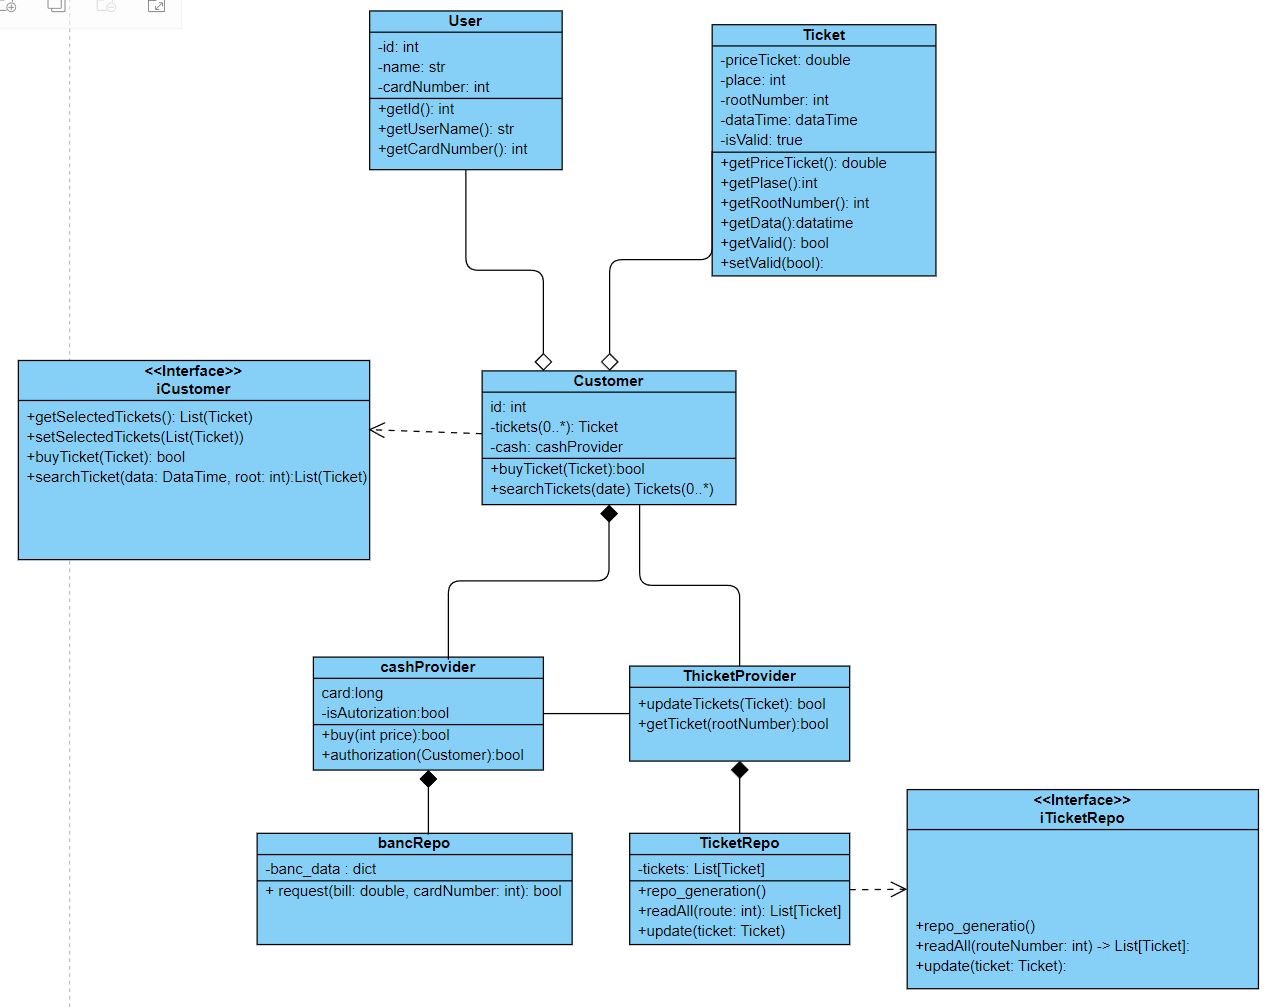 User
-id: int
-name: str
-cardNumber: int
+getId(): int
+getUserName(): str
+getCardNumber(): int
Ticket
-priceTicket: double
-place: int
-rootNumber: int
-dataTime: dataTime
-isValid: true
+getPriceTicket(): double
+getPlase():int
+getRootNumber(): int
+getData():datatime
+getValid(): bool
+setValid(bool):
<<Interface>>
iCustomer
+getSelectedTickets(): List(Ticket)
+setSelectedTickets(List(Ticket))
+buyTicket(Ticket): bool
+searchTicket(data: DataTime, root: int):List(Ticket)
Customer
id: int
-tickets(0..*): Ticket
-cash: cashProvider
+buyTicket(Ticket):bool
+searchTickets(date) Tickets(0..*)
cashProvider
card:long
-isAutorization:bool
+buy(int price):bool
+authorization(Customer):bool
ThicketProvider
+updateTickets(Ticket): bool
+getTicket(rootNumber):bool
bancRepo
-banc_data : dict
+ request(bill: double, cardNumber: int): bool
TicketRepo
-tickets: List[Ticket]
+repo_generation()
+readAll(route: int): List[Ticket]
+update(ticket: Ticket)
<<Interface>>
iTicketRepo
+repo_generatio()
+readAll(routeNumber: int) -> List[Ticket]:
+update(ticket: Ticket):